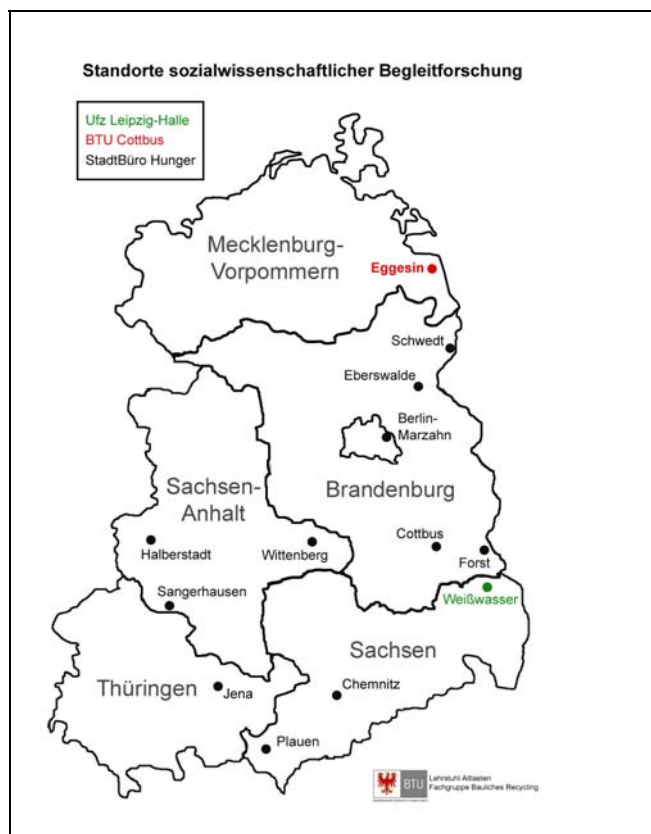 Standorte sozialwissenschaftlicher Begleitforschung
Ufz Leipzig-Halle
BTU Cottbus
StadtBüro Hunger
Mecklenburg-
Vorpommern
Eggesin
Schwedt
Eberswalde
Berlin-
Marzahn
Sachsen-
Anhalt
Brandenburg
Halberstadt
Wittenberg
Cottbus
Forst
Sangerhausen
Weißwasser
Sachsen
Thüringen
Jena
Chemnitz
Plauen
BTU
Lehrstuhl Altlasten
Fachgruppe Bauliches Recycling